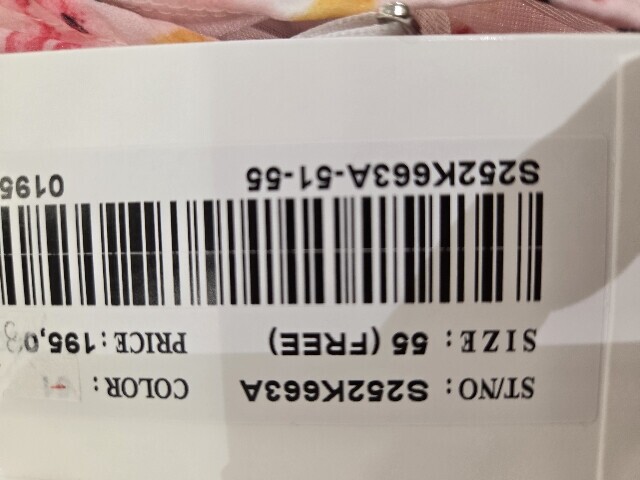 ST/NO: S252K663A COLOR:
SIZE: 55 (FREE) PRICE:195,0
S252K663A-51-55 0195